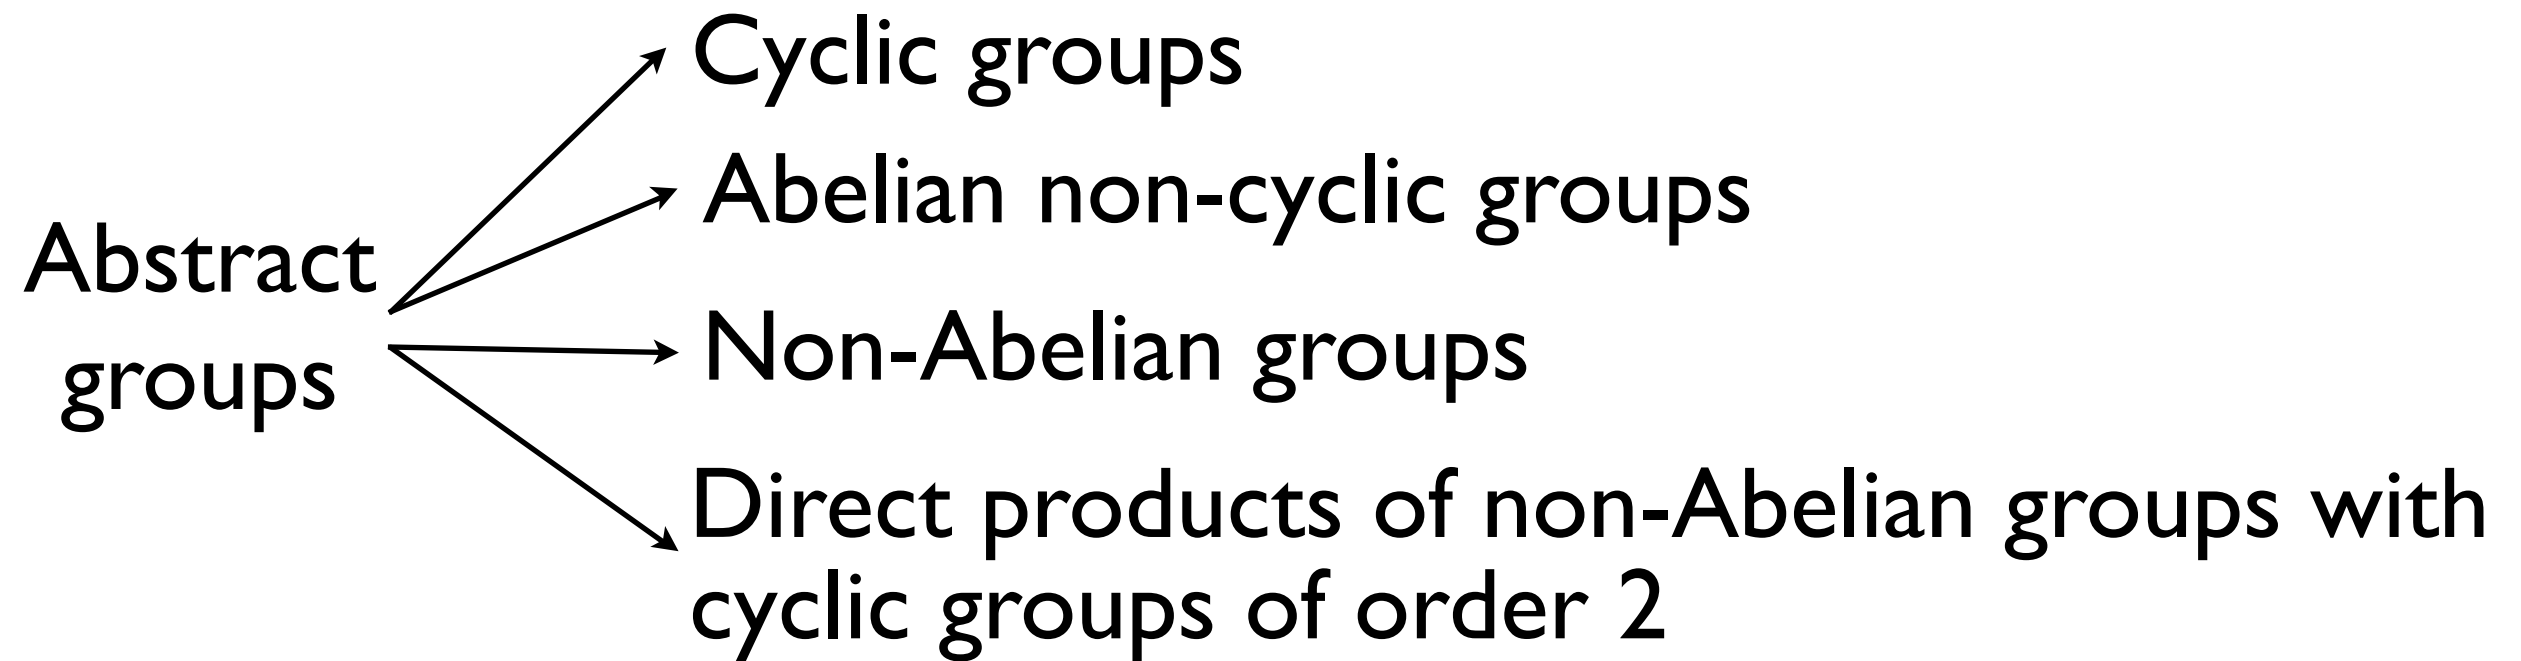 Cyclic groups
Abelian non-cyclic groups
Abstract
groups
Non-Abelian groups
Direct products of non-Abelian groups with
cyclic groups of order 2